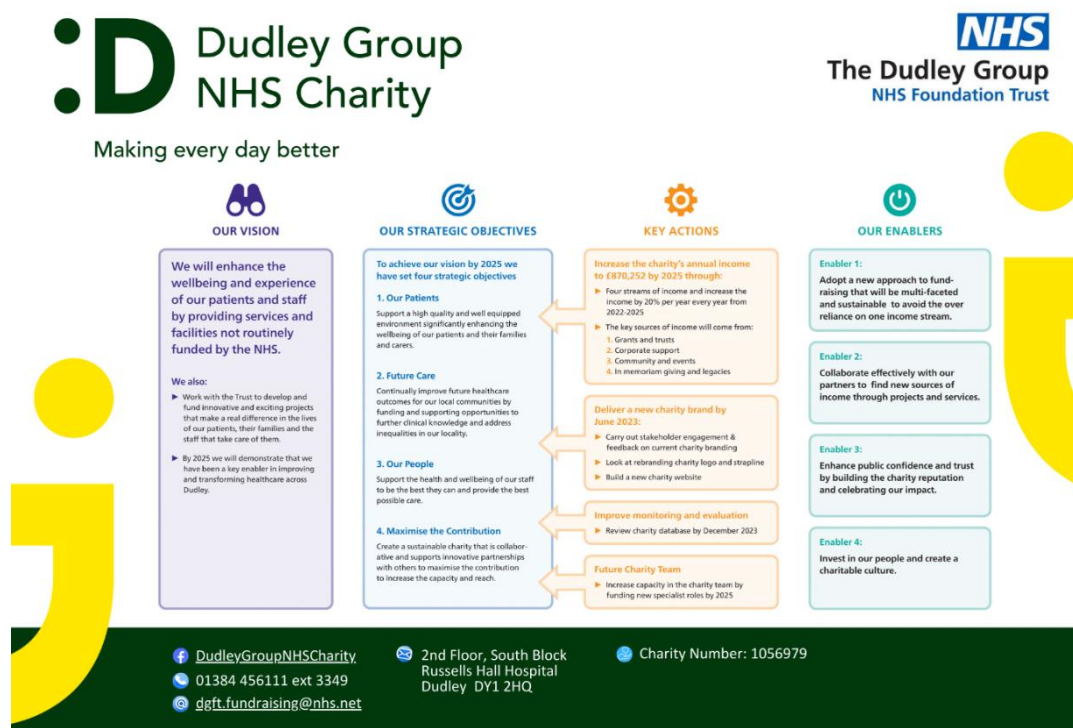 :D Dudley Group
NHS Charity
Making every day better
NHS
The Dudley Group
NHS Foundation Trust
OUR VISION
We will enhance the
wellbeing and experience
of our patients and staff
by providing services and
facilities not routinely
funded by the NHS.
We also:
► Work with the Trust to develop and
fund innovative and exciting projects
that make a real difference in the lives
of our patients, their families and the
staff that take care of them.
► By 2025 we will demonstrate that we
have been a key enabler in improving
and transforming healthcare across
Dudley.
OUR STRATEGIC OBJECTIVES
To achieve our vision by 2025 we
have set four strategic objectives
1. Our Patients
Support a high quality and well equipped
environment significantly enhancing the
wellbeing of our patients and their families
and carers.
2. Future Care
Continually improve future healthcare
outcomes for our local communities by
funding and supporting opportunities to
further clinical knowledge and address
inequalities in our locality.
3. Our People
Support the health and wellbeing of our staff
to be the best they can and provide the best
possible care.
4. Maximise the Contribution
Create a sustainable charity that is collabor-
ative and supports innovative partnerships
with others to maximise the contribution
to increase the capacity and reach.
KEY ACTIONS
Increase the charity's annual income
to £870,252 by 2025 through:
► Four streams of income and increase the
income by 20% per year every year from
2022-2025
► The key sources of income will come from:
1. Grants and trusts
2. Corporate support
3. Community and events
4. In memoriam giving and legacies
Deliver a new charity brand by
June 2023:
► Carry out stakeholder engagement &
feedback on current charity branding
► Look at rebranding charity logo and strapline
► Build a new charity website
Improve monitoring and evaluation
► Review charity database by December 2023
Future Charity Team
► Increase capacity in the charity team by
funding new specialist roles by 2025
OUR ENABLERS
Enabler 1:
Adopt a new approach to fund-
raising that will be multi-faceted
and sustainable to avoid the over
reliance on one income stream.
Enabler 2:
Collaborate effectively with our
partners to find new sources of
income through projects and services.
Enabler 3:
Enhance public confidence and trust
by building the charity reputation
and celebrating our impact.
Enabler 4:
Invest in our people and create a
charitable culture.
DudleyGroupNHSCharity
01384 456111 ext 3349
dgft.fundraising@nhs.net
2nd Floor, South Block
Russells Hall Hospital
Dudley DY1 2HQ
Charity Number: 1056979